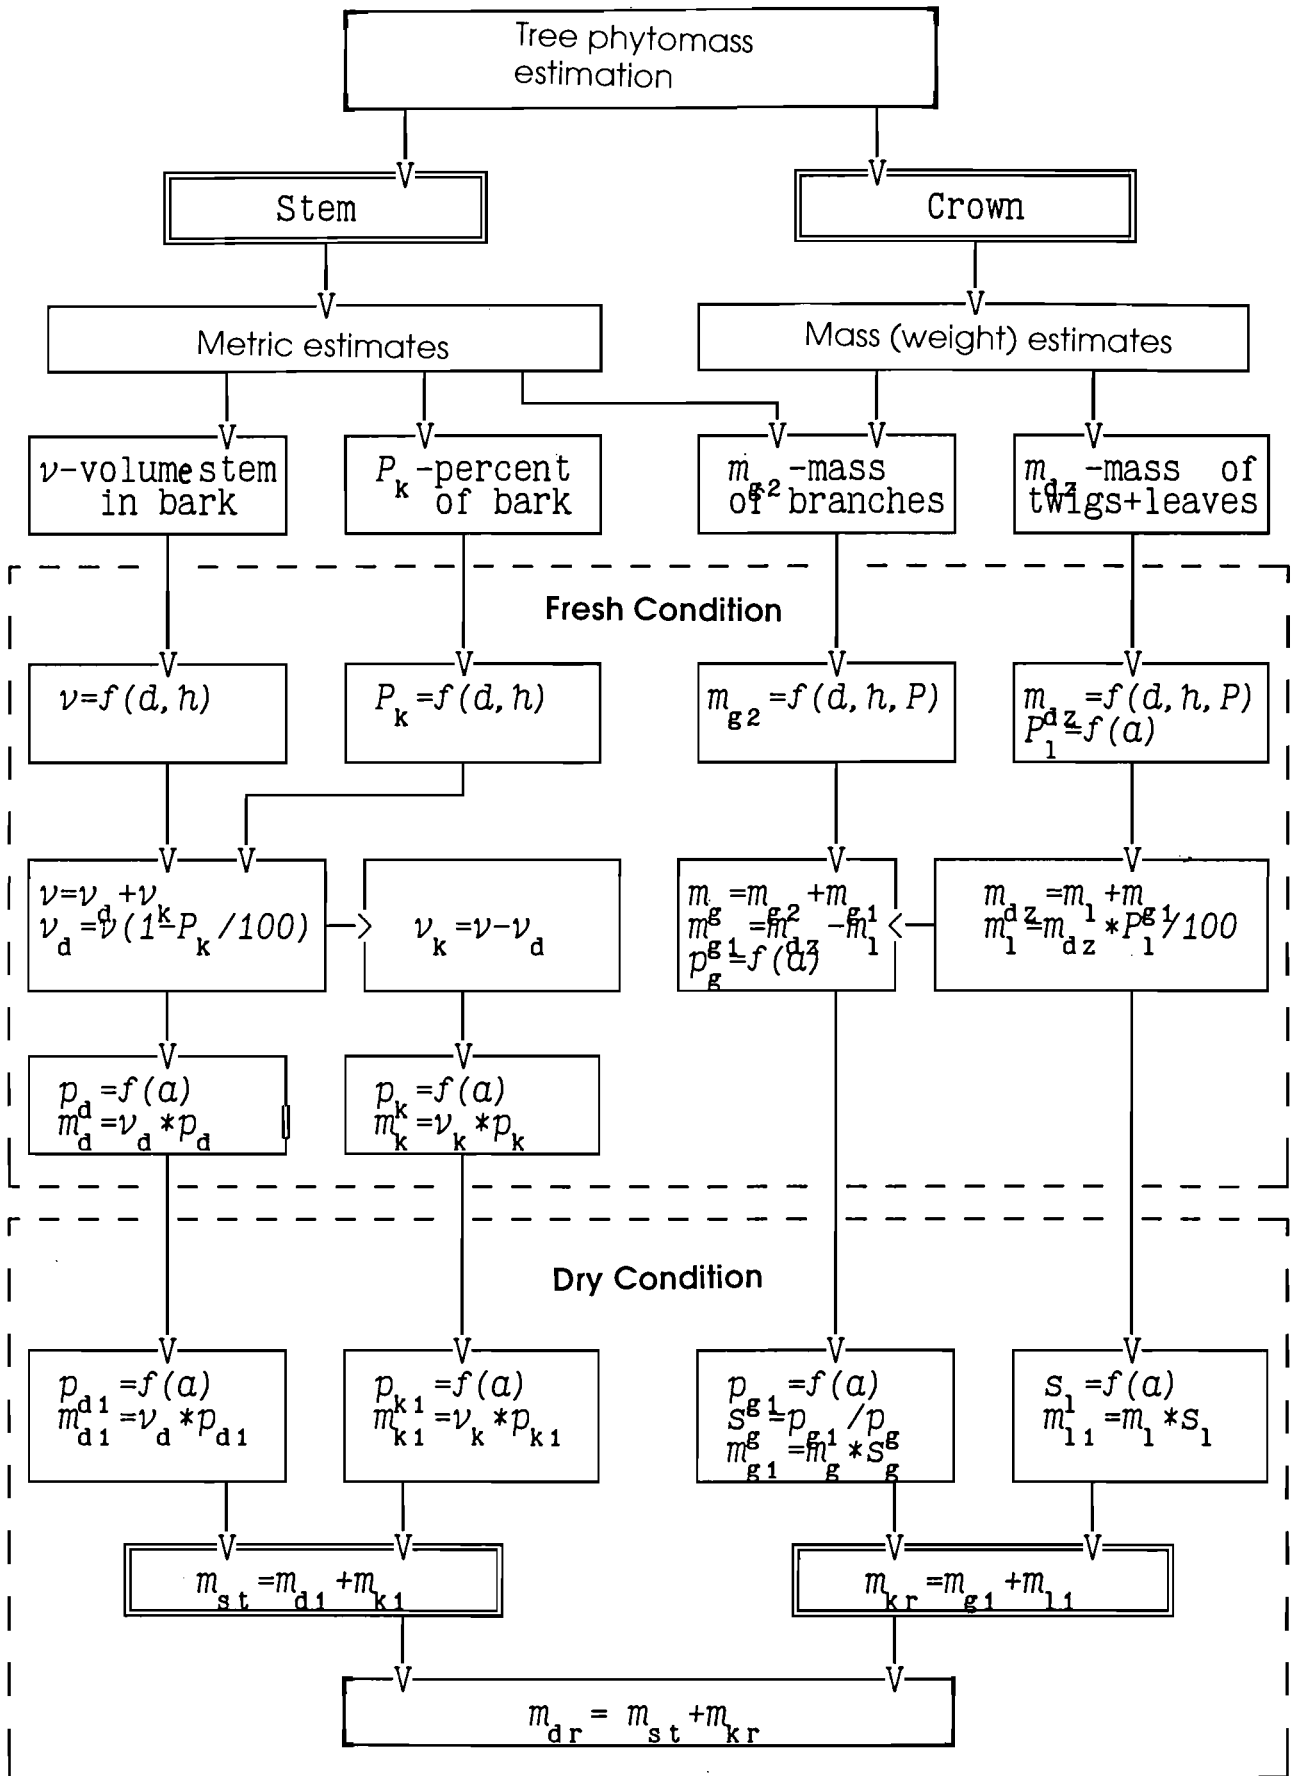 Tree phytomass
estimation
Stem
Crown
Metric estimates
Mass (weight) estimates
ν-volume stem
in bark
P_k -percent
of bark
m_g2 -mass
of branches
m_dz -mass of
twigs+leaves
Fresh Condition
ν=f(d,h)
P_k =f(d,h)
m_g2 =f(d,h,P)
m_dz =f(d,h,P)
P_l =f(a)
ν=ν_d +ν_k
ν_d =ν(1-P_k /100)
ν_k =ν-ν_d
m_g =m_g2 +m_g1
m_g1 =m_dz -m_l
p_g =f(a)
m_dz =m_l +m_g1
m_l =m_dz *P_l /100
p_d =f(a)
m_d =ν_d *p_d
p_k =f(a)
m_k =ν_k *p_k
Dry Condition
p_d1 =f(a)
m_d1 =ν_d *p_d1
p_k1 =f(a)
m_k1 =ν_k *p_k1
p_g1 =f(a)
s_g =p_g1 /p_g
m_g1 =m_g *s_g
s_l =f(a)
m_l1 =m_l *s_l
m_st =m_d1 +m_k1
m_kr =m_g1 +m_l1
m_dr = m_st +m_kr